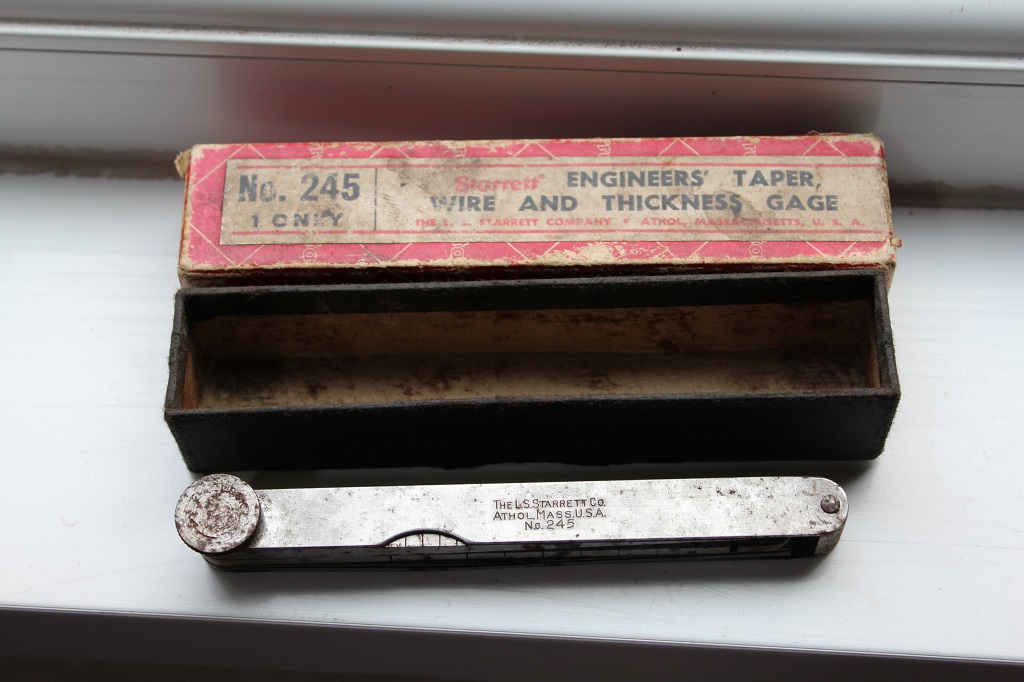 No. 245
1 ONLY
Starrett ENGINEERS' TAPER,
WIRE AND THICKNESS GAGE
THE L. S. STARRETT COMPANY • ATHOL, MASSACHUSETTS, U. S. A.
THE L.S. STARRETT CO.
ATHOL, MASS. U.S.A.
No. 245